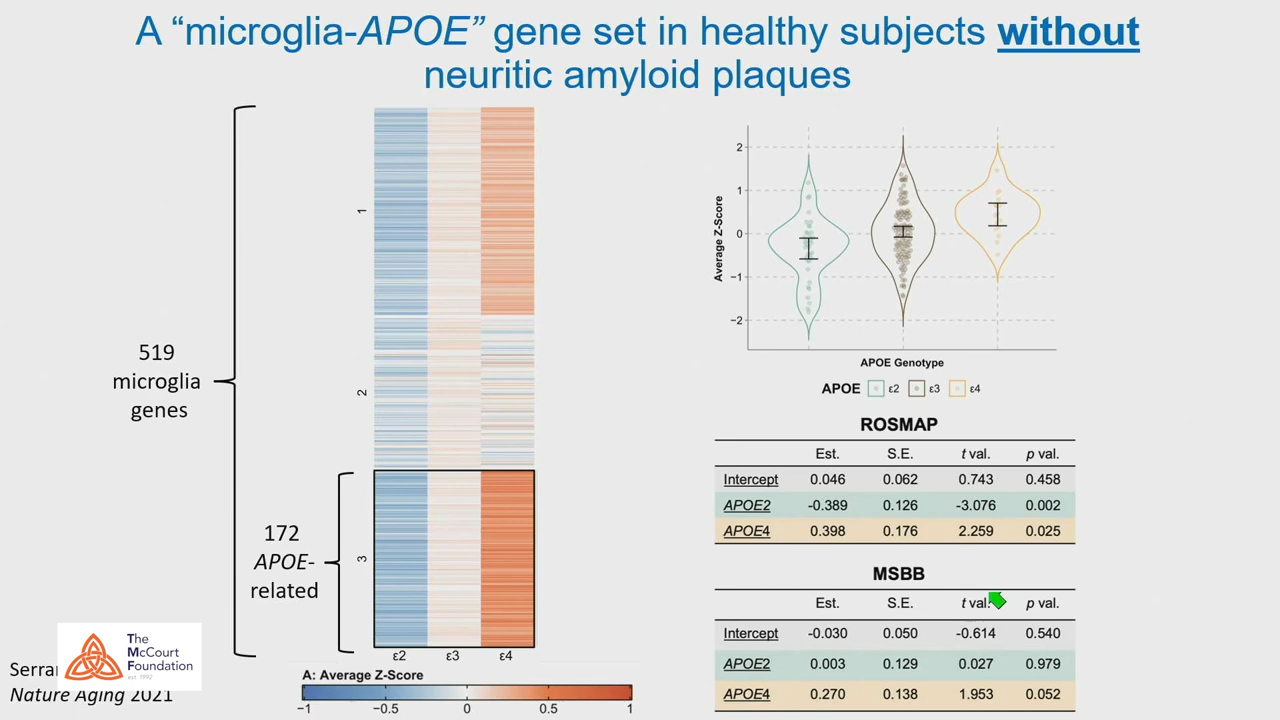 A “microglia-APOE” gene set in healthy subjects without
neuritic amyloid plaques
519
microglia
genes
172
APOE-
related
1
2
3
ε2 ε3 ε4
A: Average Z-Score
−1 −0.5 0 0.5 1
Average Z-Score
2
1
0
−1
−2
APOE Genotype
APOE ε2 ε3 ε4
ROSMAP
Est. S.E. t val. p val.
Intercept 0.046 0.062 0.743 0.458
APOE2 -0.389 0.126 -3.076 0.002
APOE4 0.398 0.176 2.259 0.025
MSBB
Est. S.E. t val. p val.
Intercept -0.030 0.050 -0.614 0.540
APOE2 0.003 0.129 0.027 0.979
APOE4 0.270 0.138 1.953 0.052
The
McCourt
Foundation
est. 1992
Nature Aging 2021